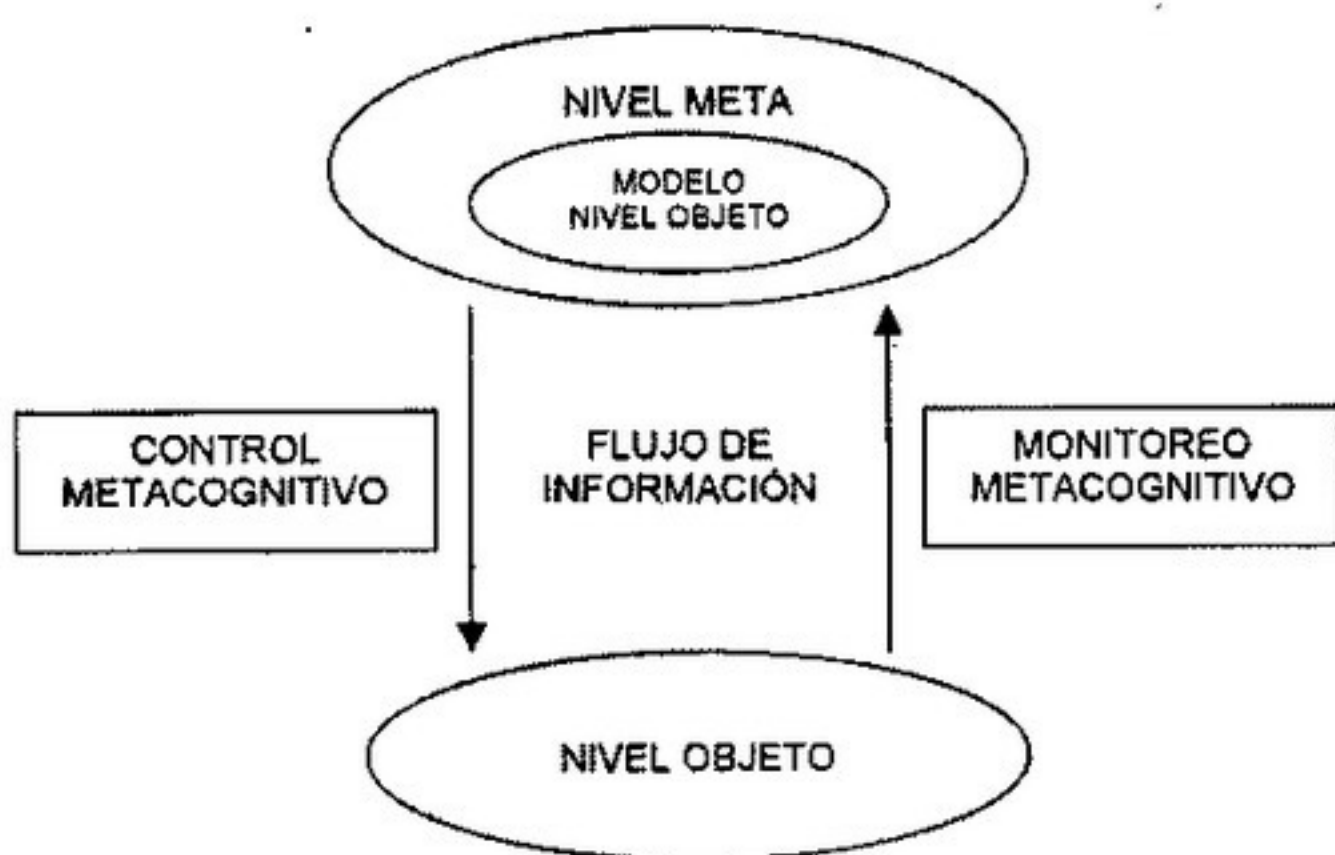 NIVEL META
MODELO
NIVEL OBJETO
CONTROL
METACOGNITIVO
FLUJO DE
INFORMACIÓN
MONITOREO
METACOGNITIVO
NIVEL OBJETO